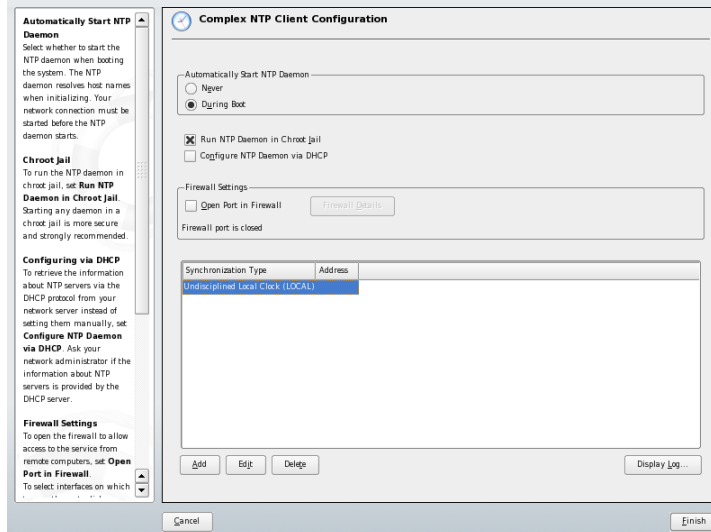 Automatically Start NTP
Daemon
Select whether to start the
NTP daemon when booting
the system. The NTP
daemon resolves host names
when initializing. Your
network connection must be
started before the NTP
daemon starts.
Chroot Jail
To run the NTP daemon in
chroot jail, set Run NTP
Daemon in Chroot Jail.
Starting any daemon in a
chroot jail is more secure
and strongly recommended.
Configuring via DHCP
To retrieve the information
about NTP servers via the
DHCP protocol from your
network server instead of
setting them manually, set
Configure NTP Daemon
via DHCP. Ask your
network administrator if the
information about NTP
servers is provided by the
DHCP server.
Firewall Settings
To open the firewall to allow
access to the service from
remote computers, set Open
Port in Firewall.
To select interfaces on which
Complex NTP Client Configuration
Automatically Start NTP Daemon
Never
During Boot
Run NTP Daemon in Chroot Jail
Configure NTP Daemon via DHCP
Firewall Settings
Open Port in Firewall
Firewall Details
Firewall port is closed
Synchronization Type Address
Undisciplined Local Clock (LOCAL)
Add Edit Delete Display Log...
Cancel Finish